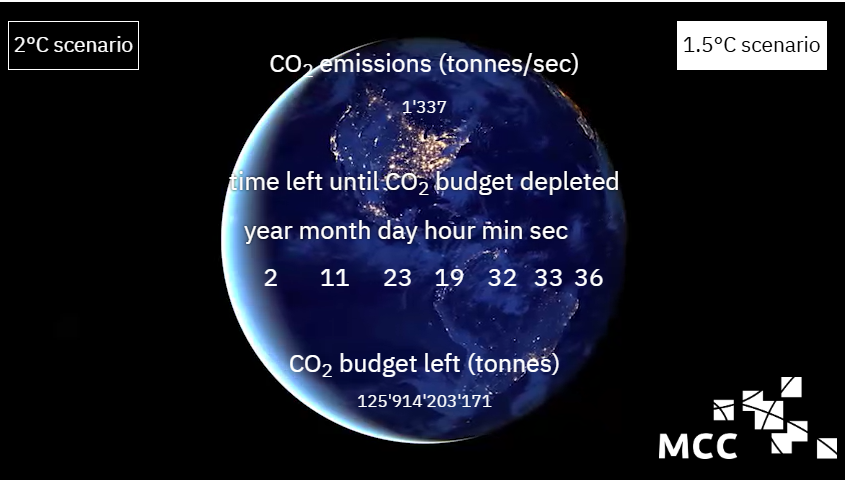 2°C scenario
1.5°C scenario
CO₂ emissions (tonnes/sec)
1'337
time left until CO₂ budget depleted
year month day hour min sec
2 11 23 19 32 33 36
CO₂ budget left (tonnes)
125'914'203'171
MCC